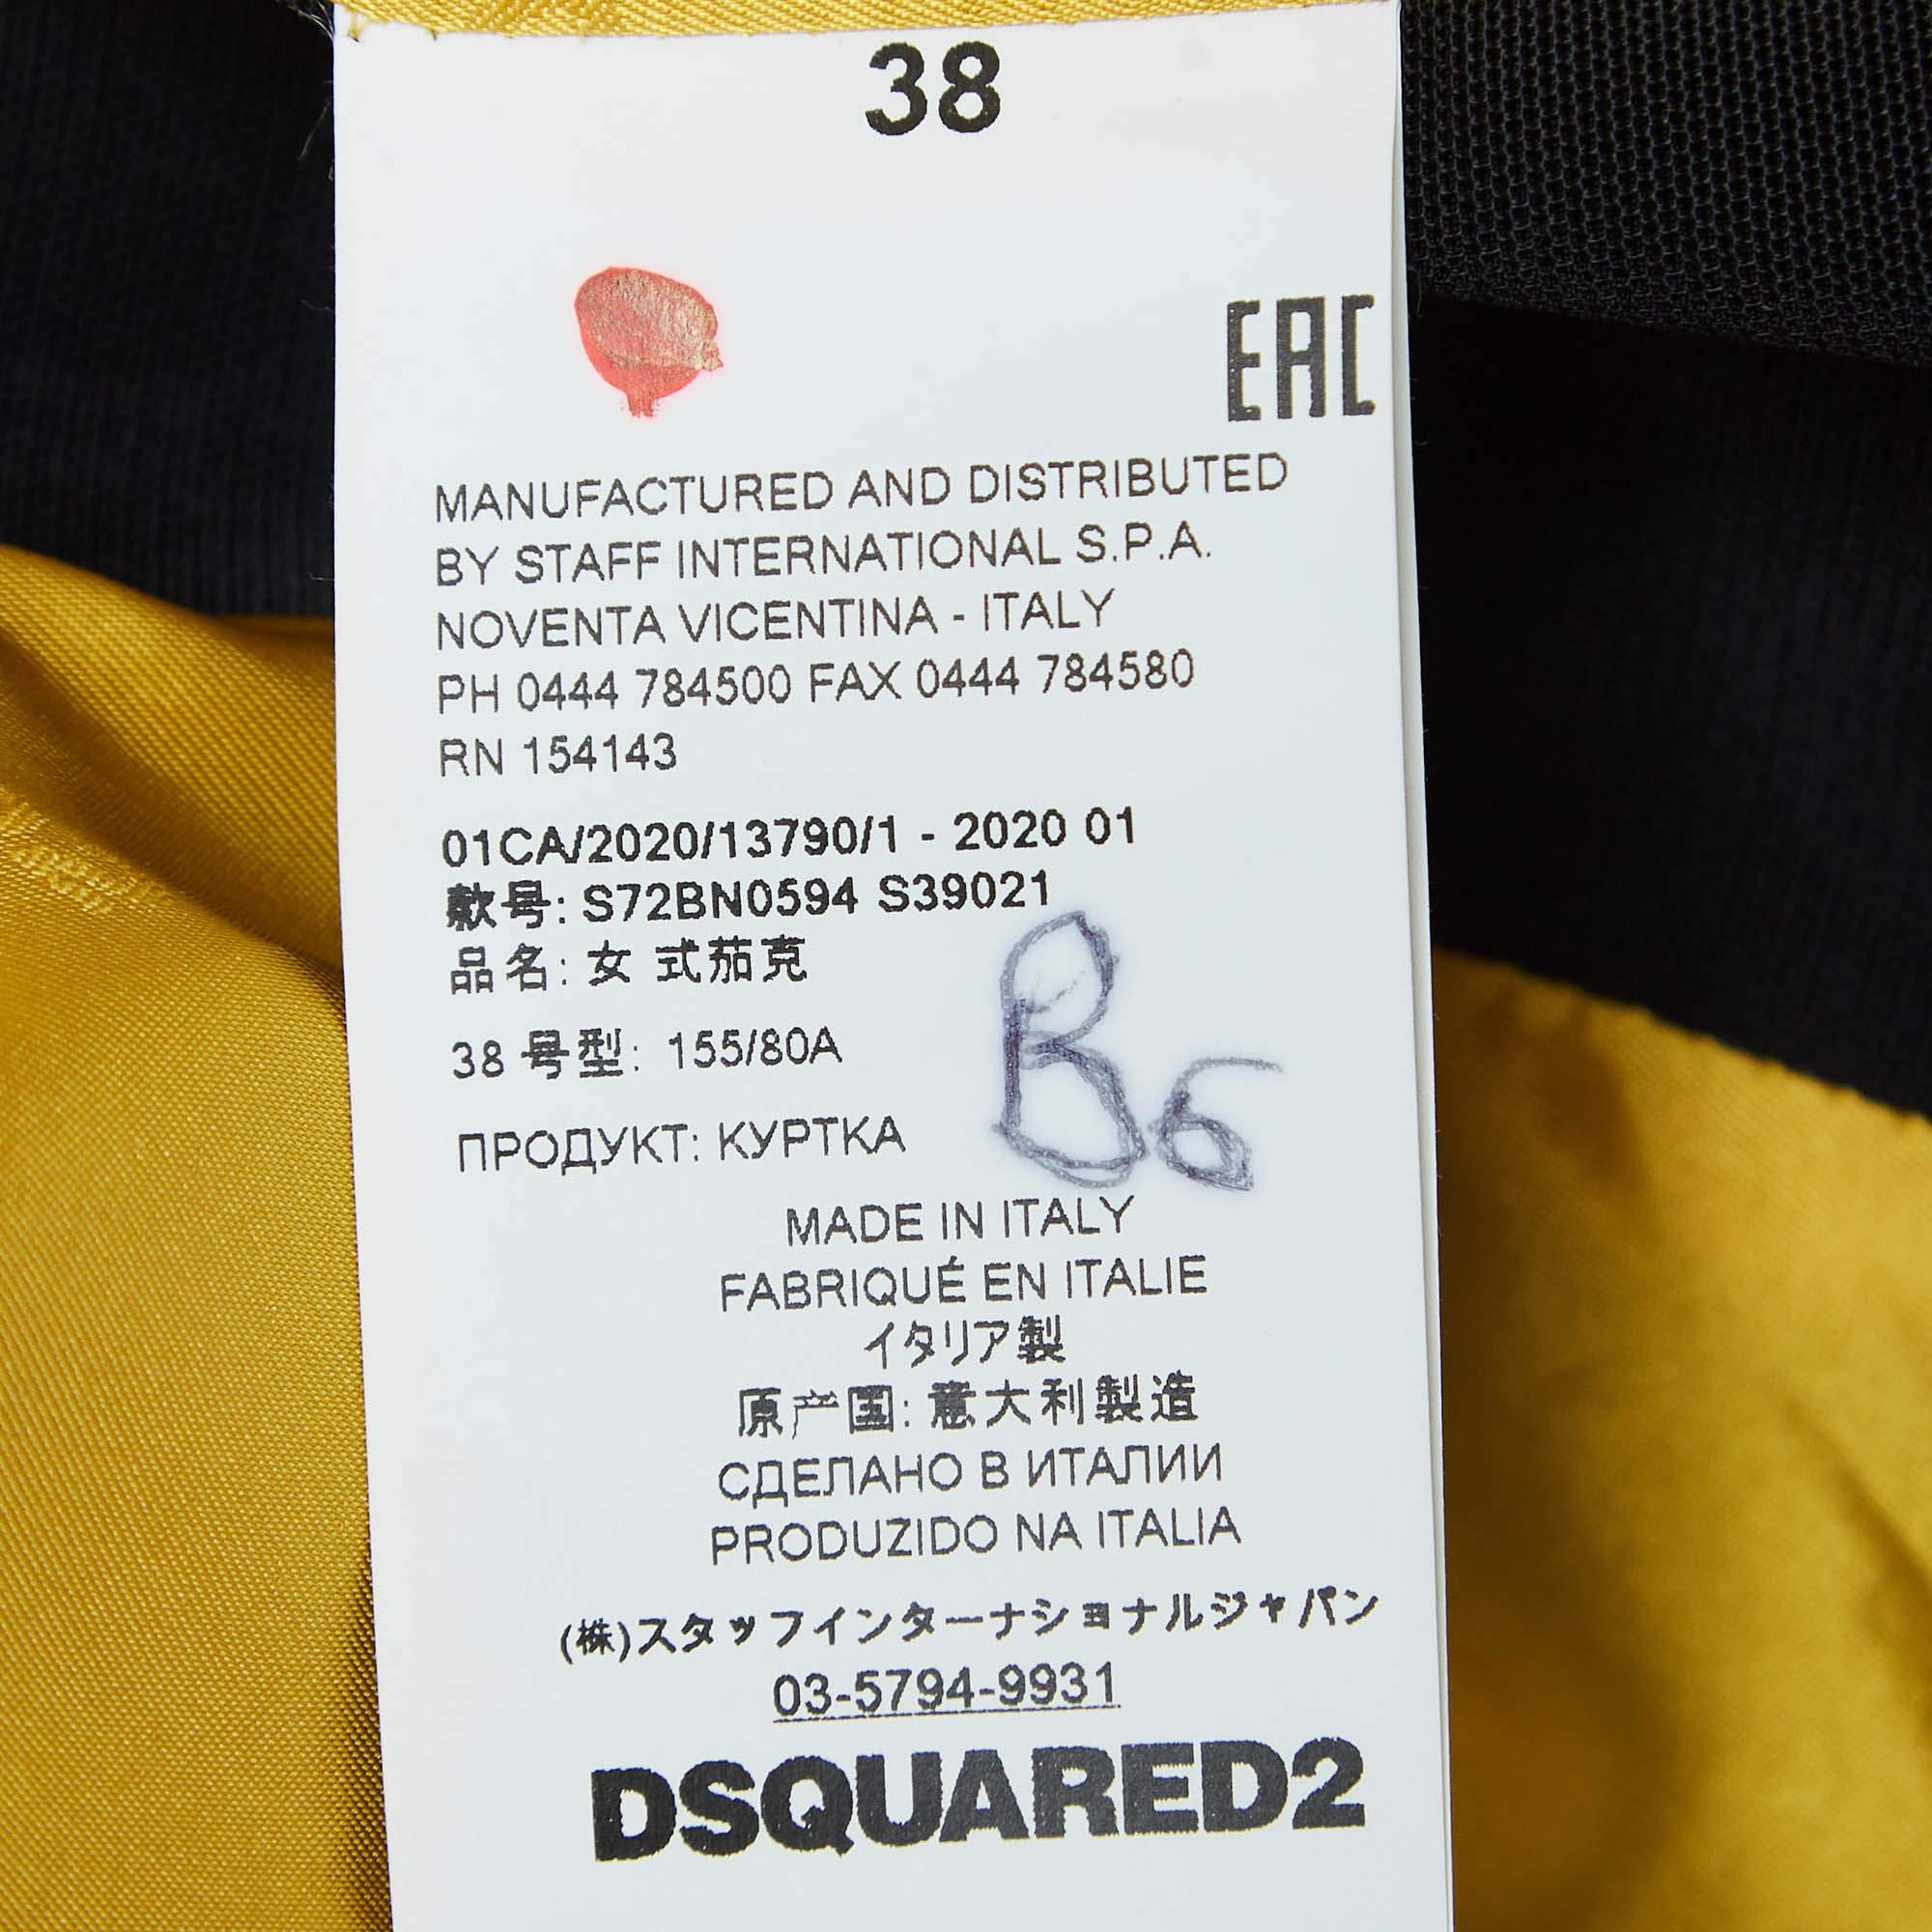 38
EAC
MANUFACTURED AND DISTRIBUTED
BY STAFF INTERNATIONAL S.P.A.
NOVENTA VICENTINA - ITALY
PH 0444 784500 FAX 0444 784580
RN 154143
01CA/2020/13790/1 - 2020 01
款号: S72BN0594 S39021
品名: 女 式茄克
38 号型: 155/80A
B6
ПРОДУКТ: КУРТКА
MADE IN ITALY
FABRIQUÉ EN ITALIE
イタリア製
原产国: 意大利製造
СДЕЛАНО В ИТАЛИИ
PRODUZIDO NA ITALIA
(株)スタッフインターナショナルジャパン
03-5794-9931
DSQUARED2